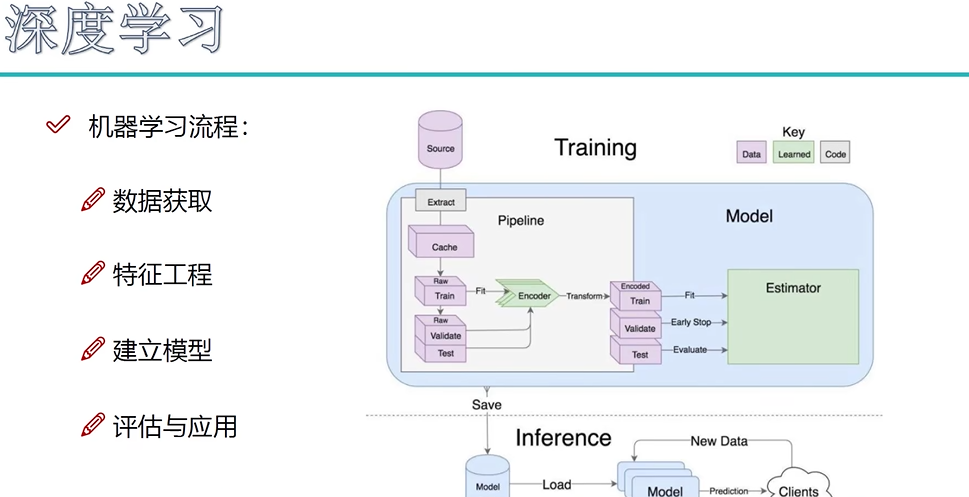 深度学习
机器学习流程：
数据获取
特征工程
建立模型
评估与应用
Source
Training
Key
Data
Learned
Code
Extract
Pipeline
Model
Cache
Raw
Train
Fit
Encoder
Transform
Encoded
Train
Fit
Estimator
Raw
Validate
Test
Validate
Early Stop
Test
Evaluate
Save
Inference
New Data
Model
Load
Model
Prediction
Clients